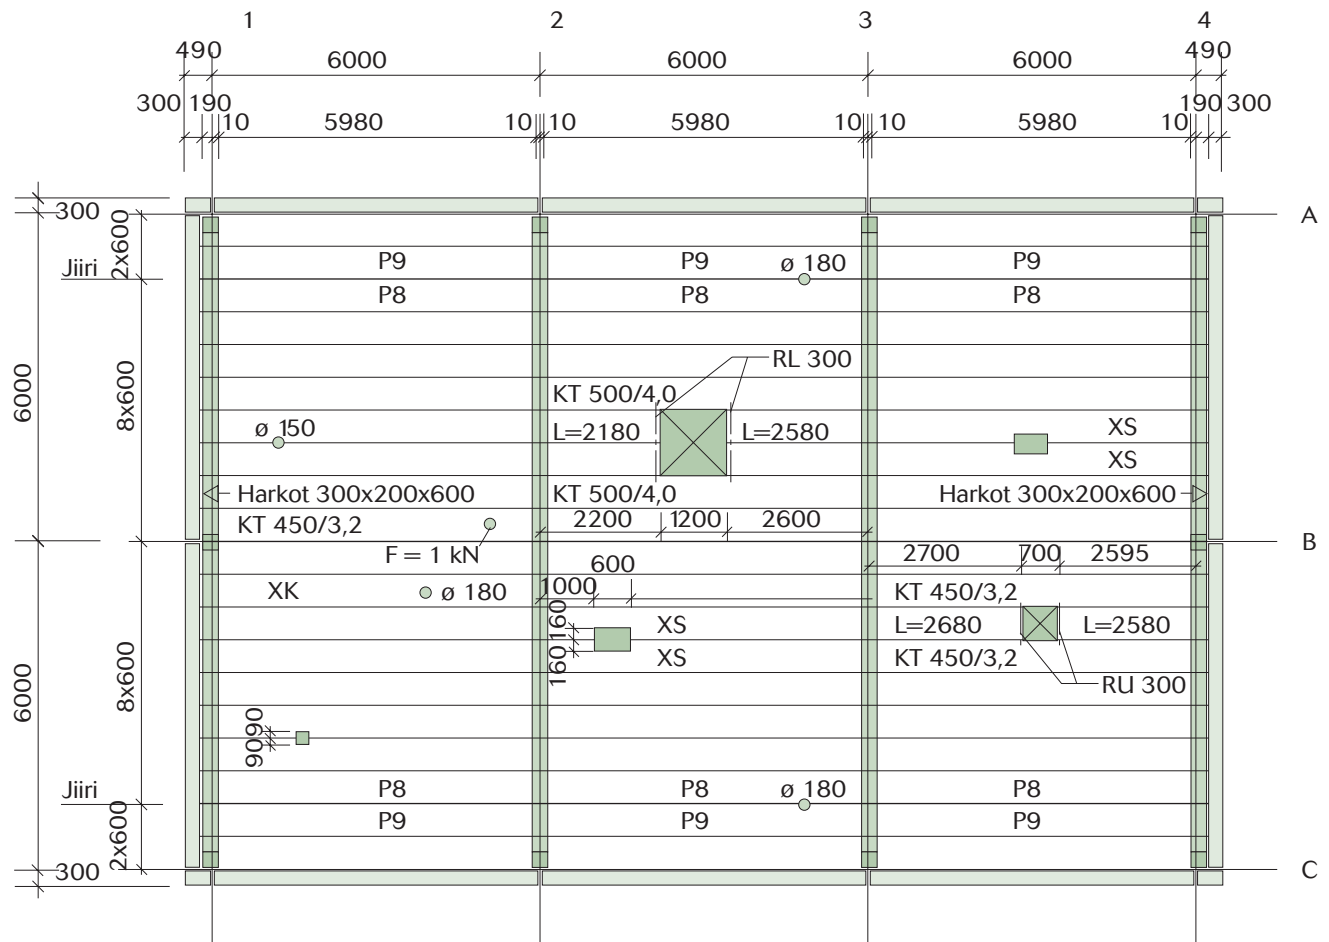 1 2 3 4
490 6000 6000 6000 490
300 190 10 5980 10 10 5980 10 10 5980 10 190 300
300 A
2x600
Jiiri P9 P9 ø 180 P9
P8 P8 P8
6000 8x600
RL 300
KT 500/4,0
ø 150 L=2180 L=2580 XS
XS
Harkot 300x200x600 KT 500/4,0 Harkot 300x200x600
KT 450/3,2 2200 1200 2600
F = 1 kN B
2700 700 2595
600
XK ø 180 1000 KT 450/3,2
160 XS L=2680 L=2580
160 XS KT 450/3,2
RU 300
6000 8x600
90 90
Jiiri P8 P8 ø 180 P8
P9 P9 P9
2x600
300 C